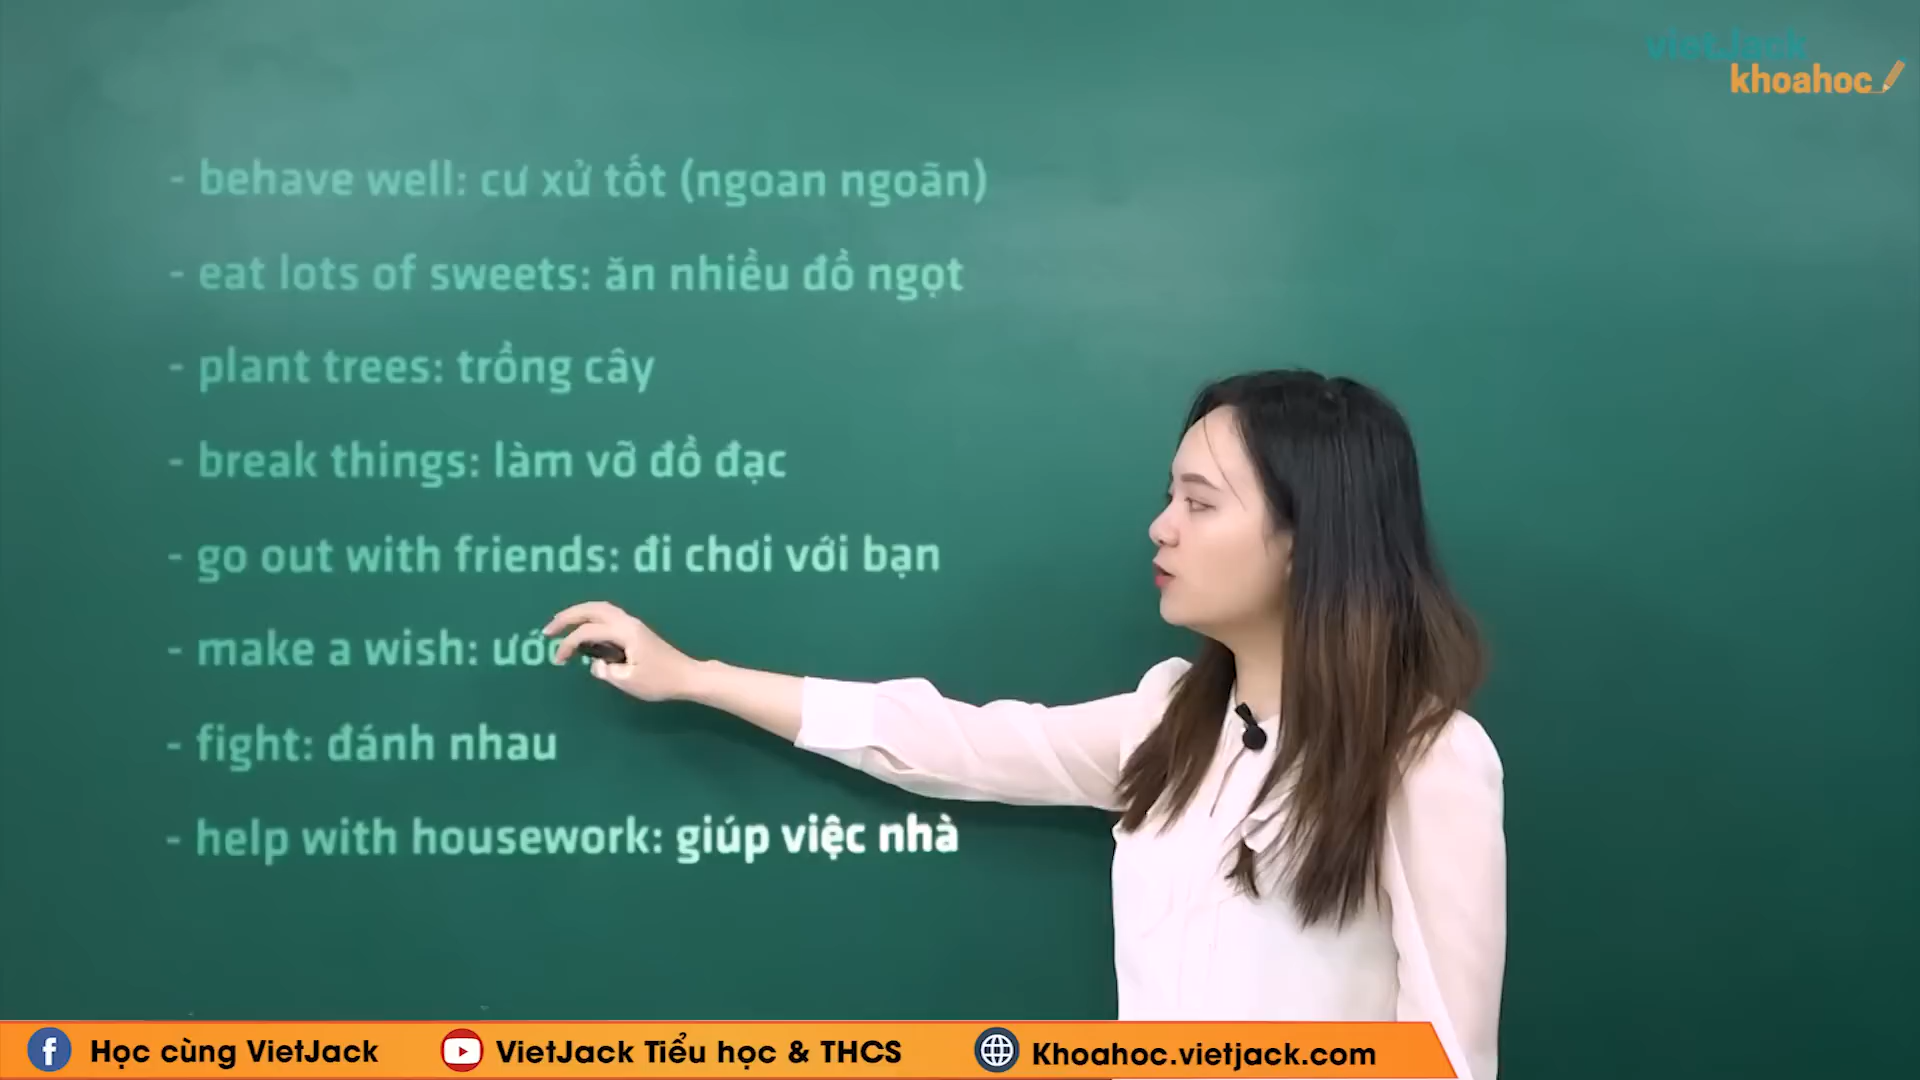 vietJack
khoahoc
- behave well: cư xử tốt (ngoan ngoãn)
- eat lots of sweets: ăn nhiều đồ ngọt
- plant trees: trồng cây
- break things: làm vỡ đồ đạc
- go out with friends: đi chơi với bạn
- make a wish:
- fight: đánh nhau
- help with housework: giúp việc nhà
Học cùng VietJack
VietJack Tiểu học & THCS
Khoahoc.vietjack.com